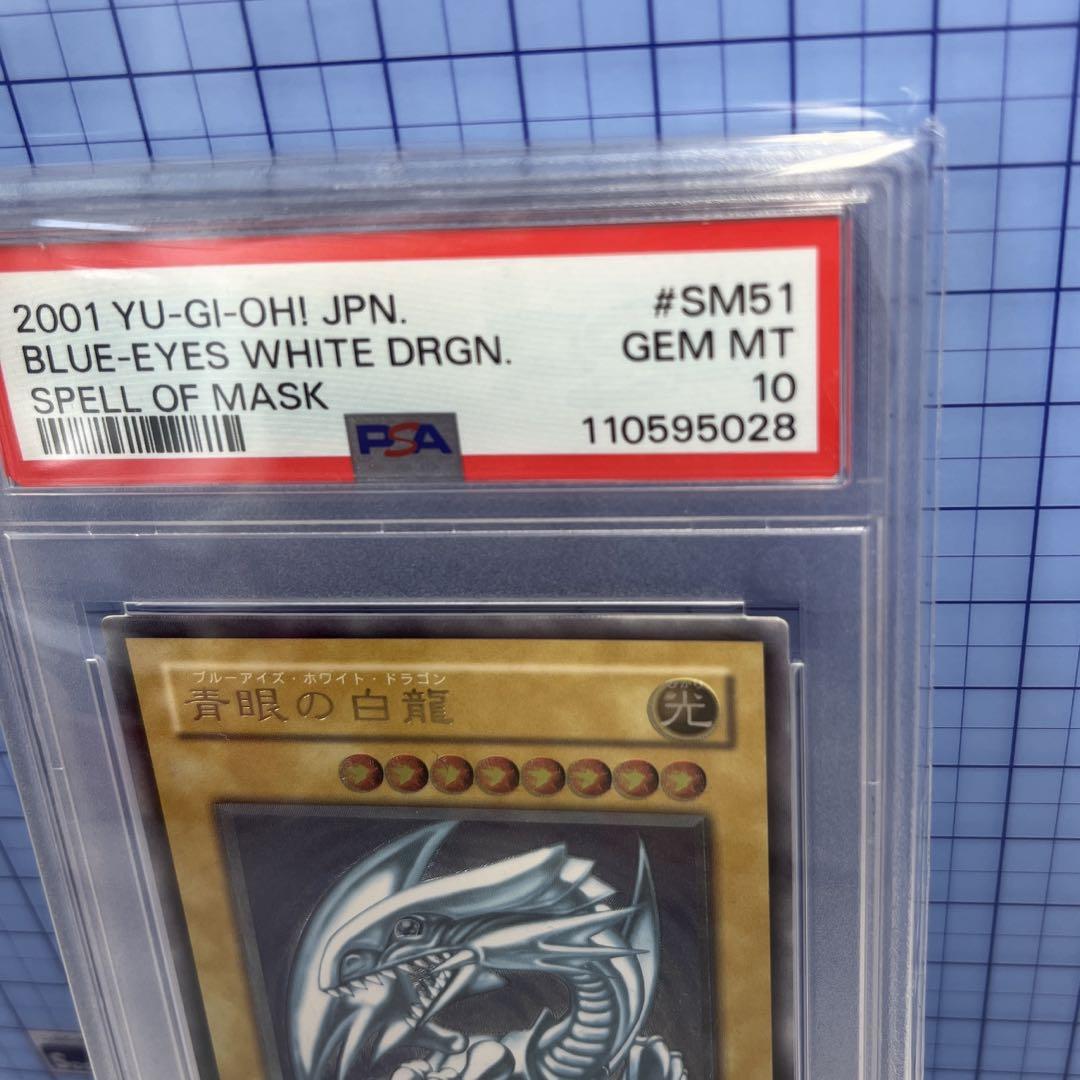 2001 YU-GI-OH! JPN. #SM51
BLUE-EYES WHITE DRGN. GEM MT
SPELL OF MASK 10
110595028
PSA
ブルーアイズ・ホワイト・ドラゴン
青眼の白龍
光